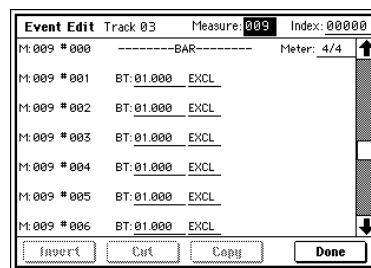 Event Edit Track 03 Measure: 009 Index: 00000
M: 009 # 000 --------BAR-------- Meter: 4/4
M: 009 # 001 BT: 01.000 EXCL
M: 009 # 002 BT: 01.000 EXCL
M: 009 # 003 BT: 01.000 EXCL
M: 009 # 004 BT: 01.000 EXCL
M: 009 # 005 BT: 01.000 EXCL
M: 009 # 006 BT: 01.000 EXCL
Insert Cut Copy Done